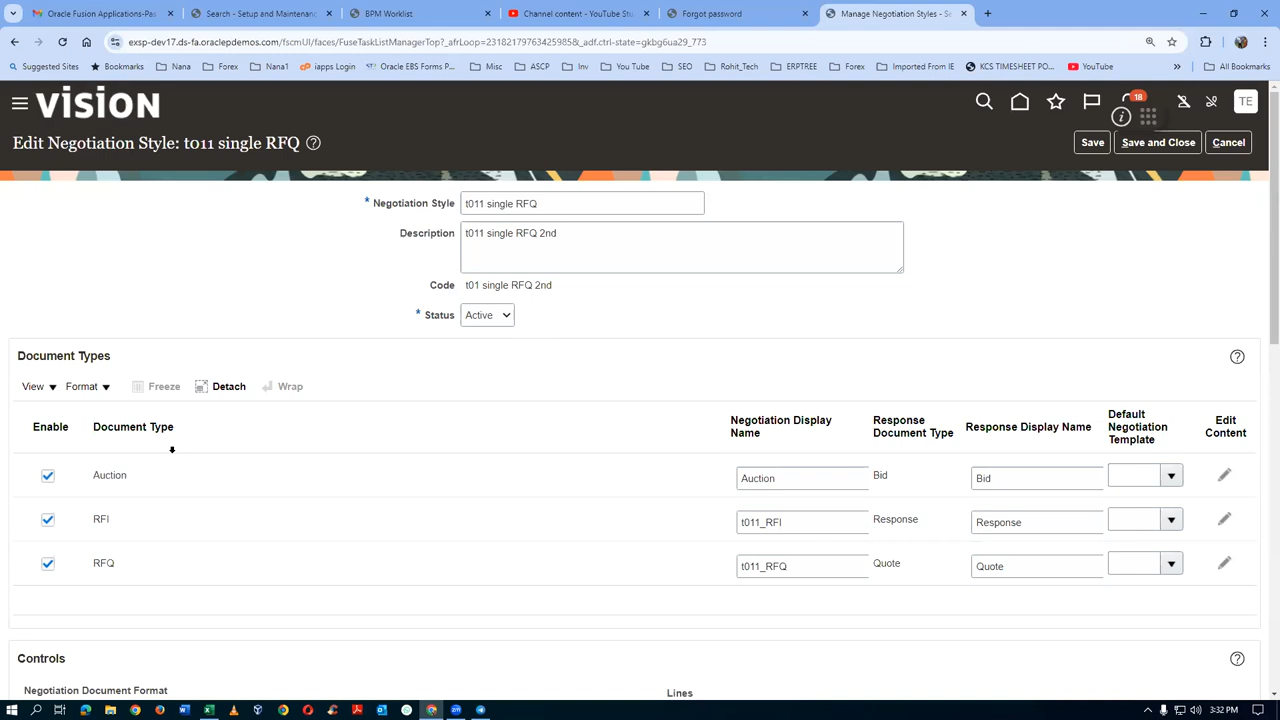 Oracle Fusion Applications-Pas
Search - Setup and Maintenanc
BPM Worklist
Channel content - YouTube Stu
Forgot password
Manage Negotiation Styles - Se
exsp-dev17.ds-fa.oraclepdemos.com/fscmUI/faces/FuseTaskListManagerTop?_afrLoop=23182179763425985&_adf.ctrl-state=gkbg6ua29_773
Suggested Sites
Bookmarks
Nana
Forex
Nana1
iapps Login
Oracle EBS Forms P...
Misc
ASCP
Inv
You Tube
SEO
Rohit_Tech
ERPTREE
Forex
Imported From IE
KCS TIMESHEET PO...
YouTube
All Bookmarks
VISION
18
TE
Edit Negotiation Style: t011 single RFQ
Save
Save and Close
Cancel
* Negotiation Style t011 single RFQ
Description t011 single RFQ 2nd
Code t01 single RFQ 2nd
* Status Active
Document Types
View
Format
Freeze
Detach
Wrap
Enable
Document Type
Negotiation Display
Name
Response
Document Type
Response Display Name
Default
Negotiation
Template
Edit
Content
Auction Auction Bid Bid
RFI t011_RFI Response Response
RFQ t011_RFQ Quote Quote
Controls
Negotiation Document Format
Lines
3:32 PM